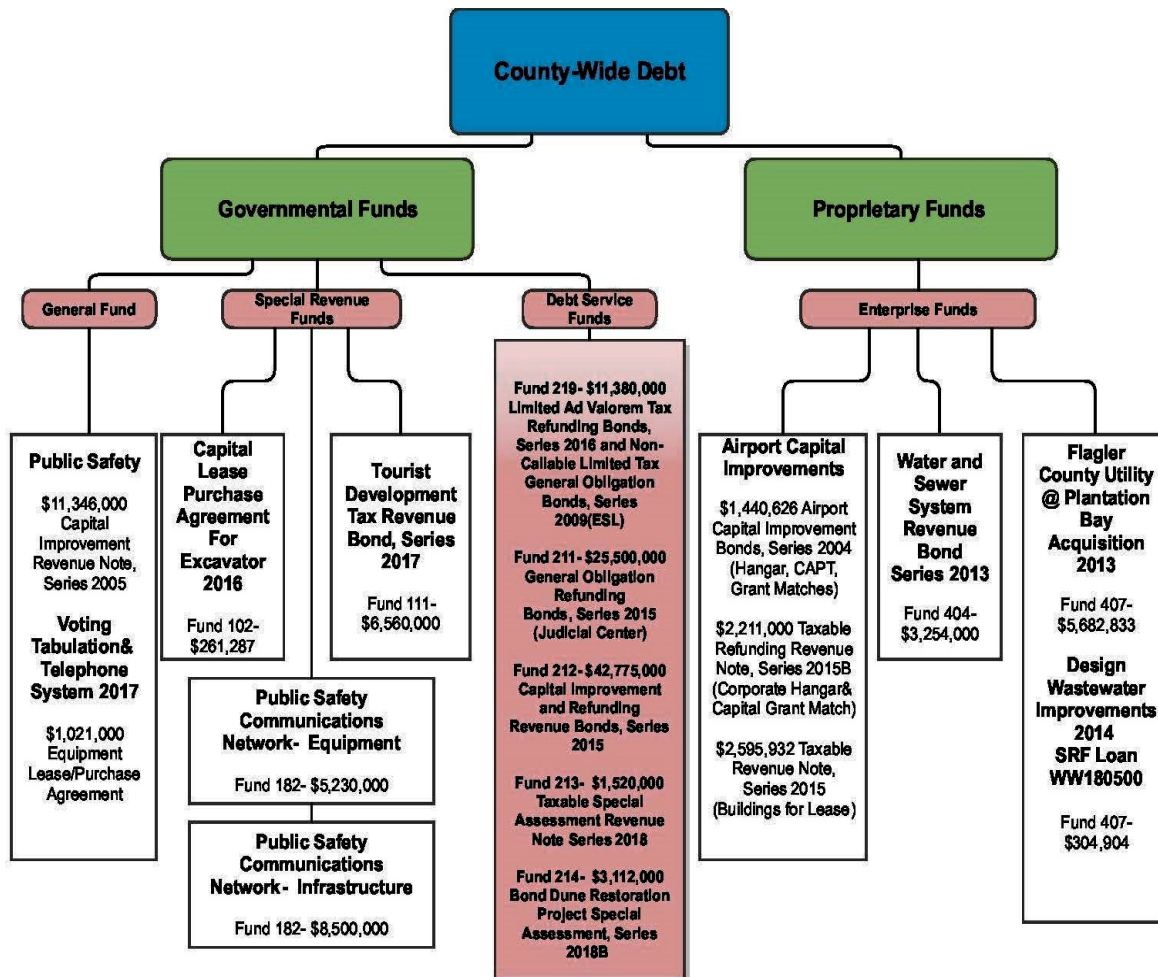 County-Wide Debt
Governmental Funds
Proprietary Funds
General Fund
Special Revenue
Funds
Debt Service
Funds
Enterprise Funds
Public Safety
$11,346,000
Capital
Improvement
Revenue Note,
Series 2005
Voting
Tabulation&
Telephone
System 2017
$1,021,000
Equipment
Lease/Purchase
Agreement
Capital
Lease
Purchase
Agreement
For
Excavator
2016
Fund 102-
$261,287
Tourist
Development
Tax Revenue
Bond, Series
2017
Fund 111-
$6,560,000
Public Safety
Communications
Network- Equipment
Fund 182- $5,230,000
Public Safety
Communications
Network- Infrastructure
Fund 182- $8,500,000
Fund 219- $11,380,000
Limited Ad Valorem Tax
Refunding Bonds,
Series 2016 and Non-
Callable Limited Tax
General Obligation
Bonds, Series
2009(ESL)
Fund 211- $25,500,000
General Obligation
Refunding
Bonds, Series 2015
(Judicial Center)
Fund 212- $42,775,000
Capital Improvement
and Refunding
Revenue Bonds, Series
2015
Fund 213- $1,520,000
Taxable Special
Assessment Revenue
Note Series 2018
Fund 214- $3,112,000
Bond Dune Restoration
Project Special
Assessment, Series
2018B
Airport Capital
Improvements
$1,440,626 Airport
Capital Improvement
Bonds, Series 2004
(Hangar, CAPT,
Grant Matches)
$2,211,000 Taxable
Refunding Revenue
Note, Series 2015B
(Corporate Hangar&
Capital Grant Match)
$2,595,932 Taxable
Revenue Note,
Series 2015
(Buildings for Lease)
Water and
Sewer
System
Revenue
Bond
Series 2013
Fund 404-
$3,254,000
Flagler
County Utility
@ Plantation
Bay
Acquisition
2013
Fund 407-
$5,682,833
Design
Wastewater
Improvements
2014
SRF Loan
WW180500
Fund 407-
$304,904